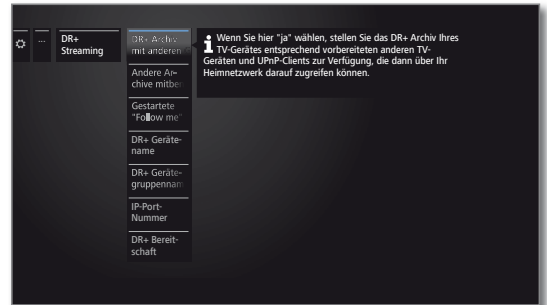 ...
DR+
Streaming
DR+ Archiv
mit anderen
Andere Ar-
chive mitben
Gestartete
"Follow me"
DR+ Geräte-
name
DR+ Geräte-
gruppennam
IP-Port-
Nummer
DR+ Bereit-
schaft
Wenn Sie hier "ja" wählen, stellen Sie das DR+ Archiv Ihres
TV-Gerätes entsprechend vorbereiteten anderen TV-
Geräten und UPnP-Clients zur Verfügung, die dann über Ihr
Heimnetzwerk darauf zugreifen können.